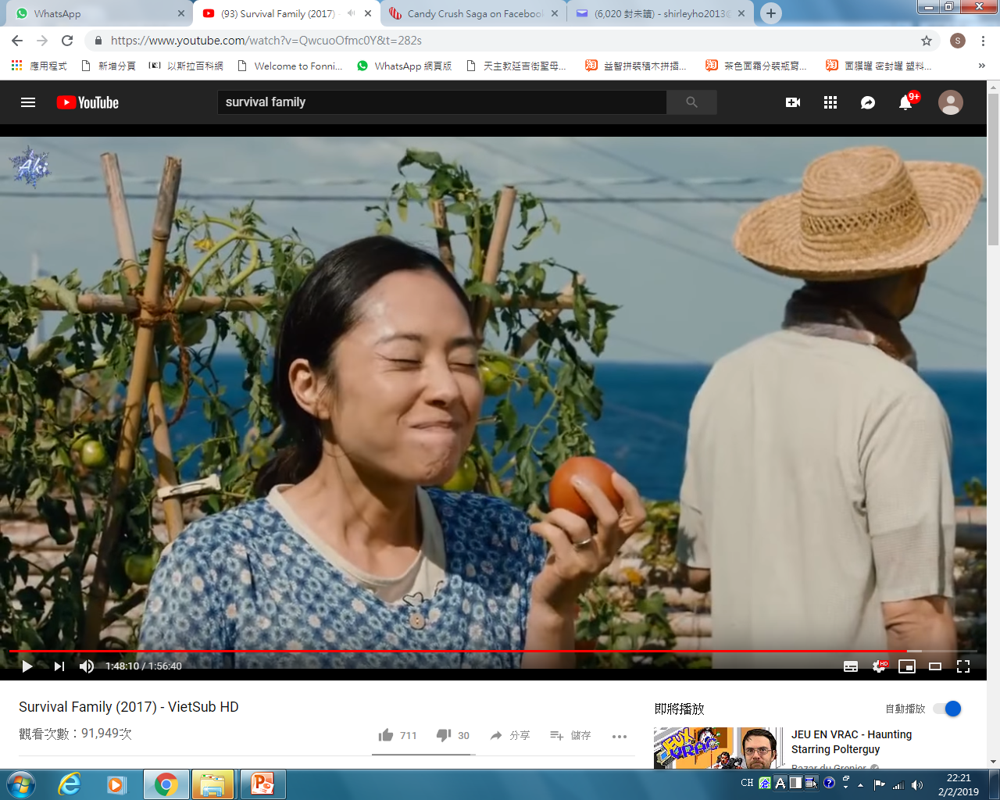 WhatsApp
(93) Survival Family (2017) -
Candy Crush Saga on Facebook
(6,020 封未讀) - shirleyho2013@
https://www.youtube.com/watch?v=QwcuoOfmc0Y&t=282s
S
應用程式
新增分頁
以斯拉百科網
Welcome to Fonni...
WhatsApp 網頁版
天主教延吉街聖母...
益智拼裝積木拼插...
茶色面霜分裝瓶膏...
面膜罐 密封罐 塑料...
»
YouTube
survival family
9+
Aki
1:48:10 / 1:56:40
HD
Survival Family (2017) - VietSub HD
觀看次數：91,949次
711
30
分享
儲存
即將播放
自動播放
JEU EN VRAC - Haunting
Starring Polterguy
Bazar du Grenier
CH
倉
A
22:21
2/2/2019